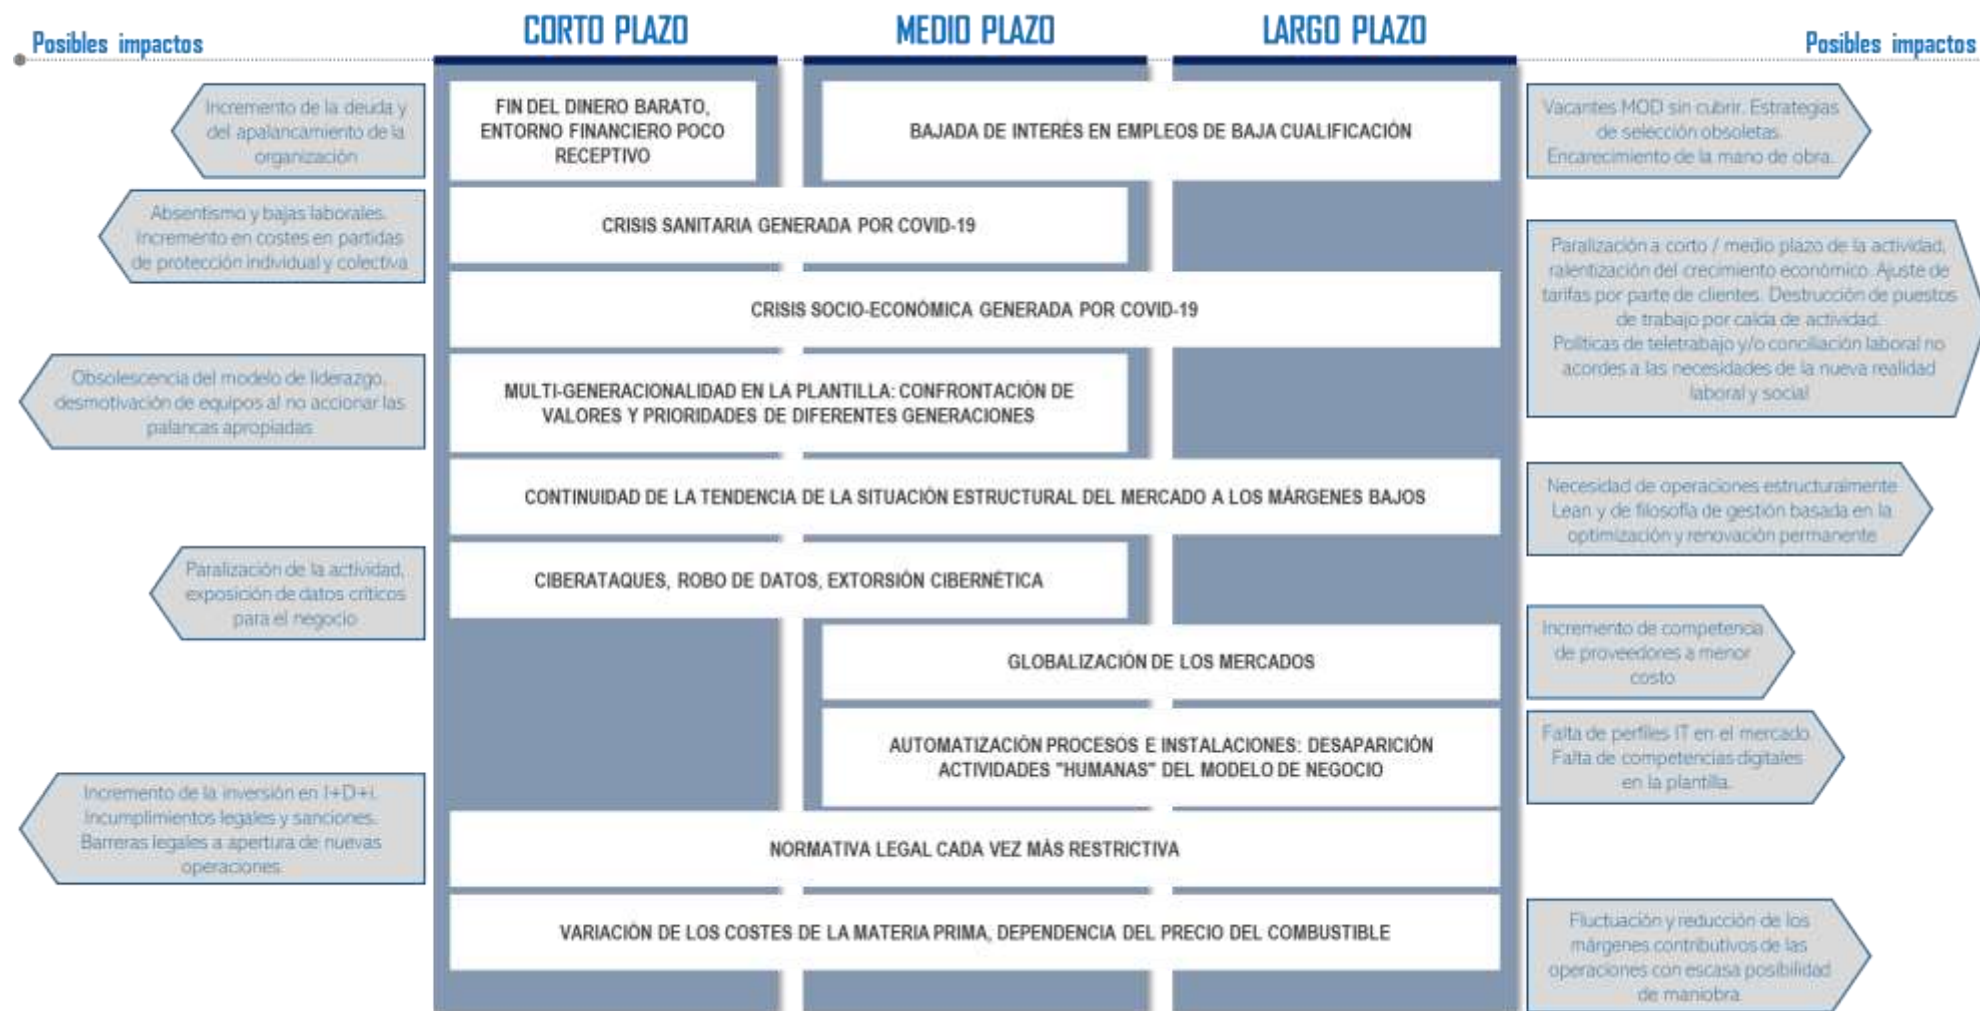 Posibles impactos
CORTO PLAZO
MEDIO PLAZO
LARGO PLAZO
Posibles impactos
Incremento de la deuda y
del apalancamiento de la
organización
FIN DEL DINERO BARATO,
ENTORNO FINANCIERO POCO
RECEPTIVO
BAJADA DE INTERÉS EN EMPLEOS DE BAJA CUALIFICACIÓN
Vacantes MOD sin cubrir. Estrategias
de selección obsoletas.
Encarecimiento de la mano de obra.
Absentismo y bajas laborales.
Incremento en costes en partidas
de protección individual y colectiva
CRISIS SANITARIA GENERADA POR COVID-19
CRISIS SOCIO-ECONÓMICA GENERADA POR COVID-19
Paralización a corto / medio plazo de la actividad,
ralentización del crecimiento económico. Ajuste de
tarifas por parte de clientes. Destrucción de puestos
de trabajo por caída de actividad.
Políticas de teletrabajo y/o conciliación laboral no
acordes a las necesidades de la nueva realidad
laboral y social
Obsolescencia del modelo de liderazgo,
desmotivación de equipos al no accionar las
palancas apropiadas
MULTI-GENERACIONALIDAD EN LA PLANTILLA: CONFRONTACIÓN DE
VALORES Y PRIORIDADES DE DIFERENTES GENERACIONES
CONTINUIDAD DE LA TENDENCIA DE LA SITUACIÓN ESTRUCTURAL DEL MERCADO A LOS MÁRGENES BAJOS
Necesidad de operaciones estructuralmente
Lean y de filosofía de gestión basada en la
optimización y renovación permanente
Paralización de la actividad,
exposición de datos críticos
para el negocio
CIBERATAQUES, ROBO DE DATOS, EXTORSIÓN CIBERNÉTICA
GLOBALIZACIÓN DE LOS MERCADOS
Incremento de competencia
de proveedores a menor
costo
AUTOMATIZACIÓN PROCESOS E INSTALACIONES: DESAPARICIÓN
ACTIVIDADES "HUMANAS" DEL MODELO DE NEGOCIO
Falta de perfiles IT en el mercado
Falta de competencias digitales
en la plantilla.
Incremento de la inversión en I+D+i.
Incumplimientos legales y sanciones.
Barreras legales a apertura de nuevas
operaciones.
NORMATIVA LEGAL CADA VEZ MÁS RESTRICTIVA
VARIACIÓN DE LOS COSTES DE LA MATERIA PRIMA, DEPENDENCIA DEL PRECIO DEL COMBUSTIBLE
Fluctuación y reducción de los
márgenes contributivos de las
operaciones con escasa posibilidad
de maniobra